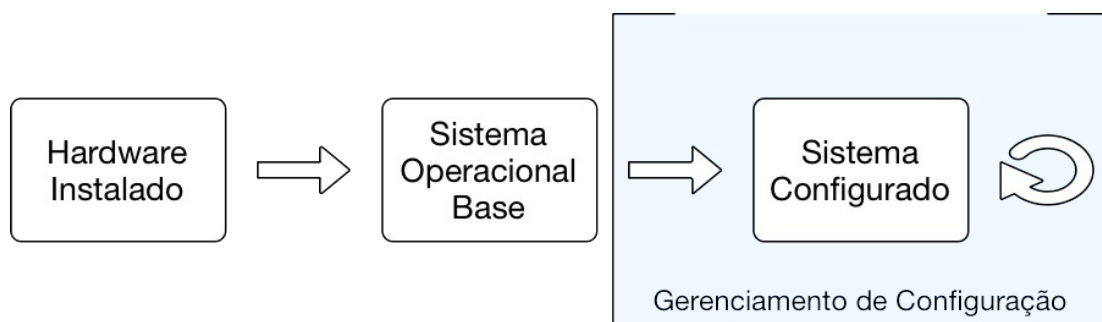 Hardware
Instalado
Sistema
Operacional
Base
Sistema
Configurado
Gerenciamento de Configuração